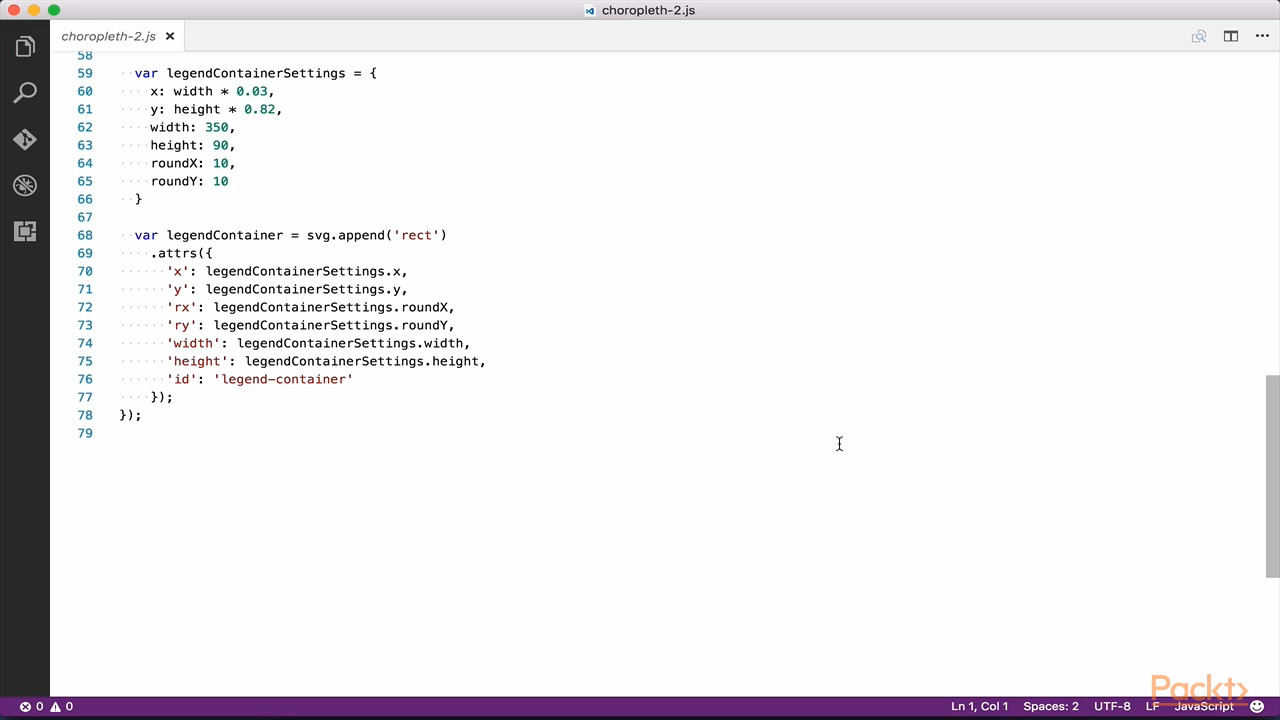 choropleth-2.js
choropleth-2.js
58
59 var legendContainerSettings = {
60 x: width * 0.03,
61 y: height * 0.82,
62 width: 350,
63 height: 90,
64 roundX: 10,
65 roundY: 10
66 }
67
68 var legendContainer = svg.append('rect')
69 .attrs({
70 'x': legendContainerSettings.x,
71 'y': legendContainerSettings.y,
72 'rx': legendContainerSettings.roundX,
73 'ry': legendContainerSettings.roundY,
74 'width': legendContainerSettings.width,
75 'height': legendContainerSettings.height,
76 'id': 'legend-container'
77 });
78 });
79
Packt>
0 0 Ln 1, Col 1 Spaces: 2 UTF-8 LF JavaScript